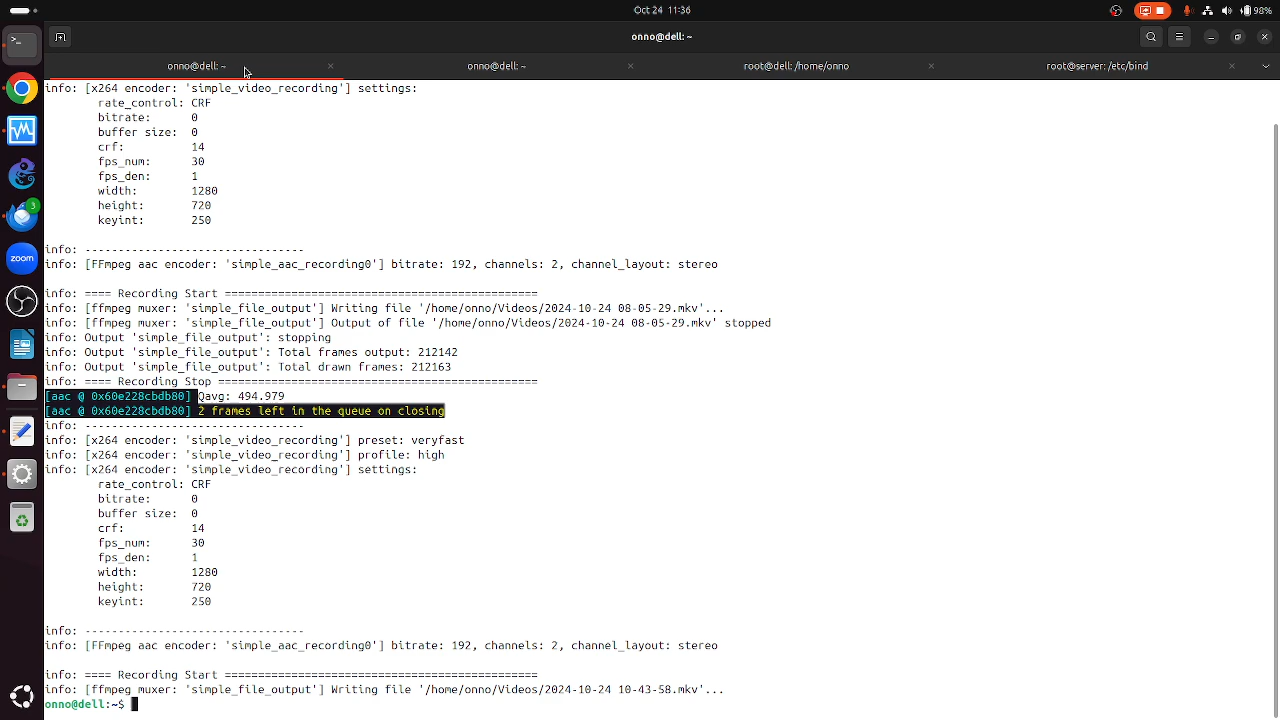 Oct 24 11:36
98%
onno@dell: ~
onno@dell: ~
onno@dell: ~
root@dell: /home/onno
root@server: /etc/bind
info: [x264 encoder: 'simple_video_recording'] settings:
rate_control: CRF
bitrate: 0
buffer size: 0
crf: 14
fps_num: 30
fps_den: 1
width: 1280
height: 720
keyint: 250
info: ---------------------------------
info: [FFmpeg aac encoder: 'simple_aac_recording0'] bitrate: 192, channels: 2, channel_layout: stereo
info: ==== Recording Start ===============================================
info: [ffmpeg muxer: 'simple_file_output'] Writing file '/home/onno/Videos/2024-10-24 08-05-29.mkv'...
info: [ffmpeg muxer: 'simple_file_output'] Output of file '/home/onno/Videos/2024-10-24 08-05-29.mkv' stopped
info: Output 'simple_file_output': stopping
info: Output 'simple_file_output': Total frames output: 212142
info: Output 'simple_file_output': Total drawn frames: 212163
info: ==== Recording Stop ================================================
[aac @ 0x60e228cbdb80] Qavg: 494.979
[aac @ 0x60e228cbdb80] 2 frames left in the queue on closing
info: ---------------------------------
info: [x264 encoder: 'simple_video_recording'] preset: veryfast
info: [x264 encoder: 'simple_video_recording'] profile: high
info: [x264 encoder: 'simple_video_recording'] settings:
rate_control: CRF
bitrate: 0
buffer size: 0
crf: 14
fps_num: 30
fps_den: 1
width: 1280
height: 720
keyint: 250
info: ---------------------------------
info: [FFmpeg aac encoder: 'simple_aac_recording0'] bitrate: 192, channels: 2, channel_layout: stereo
info: ==== Recording Start ===============================================
info: [ffmpeg muxer: 'simple_file_output'] Writing file '/home/onno/Videos/2024-10-24 10-43-58.mkv'...
onno@dell:~$
3
zoom